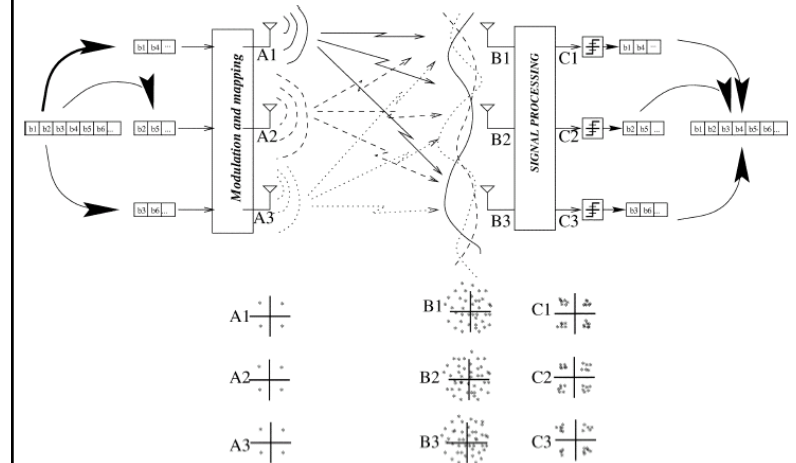 b1 b4 ...
A1
B1
C1
b1 b4 ...
Modulation and mapping
SIGNAL PROCESSING
b1 b2 b3 b4 b5 b6...
b2 b5 ...
A2
B2
C2
b2 b5...
b1 b2 b3 b4 b5 b6...
b3 b6...
A3
B3
C3
b3 b6...
A1
B1
C1
A2
B2
C2
A3
B3
C3